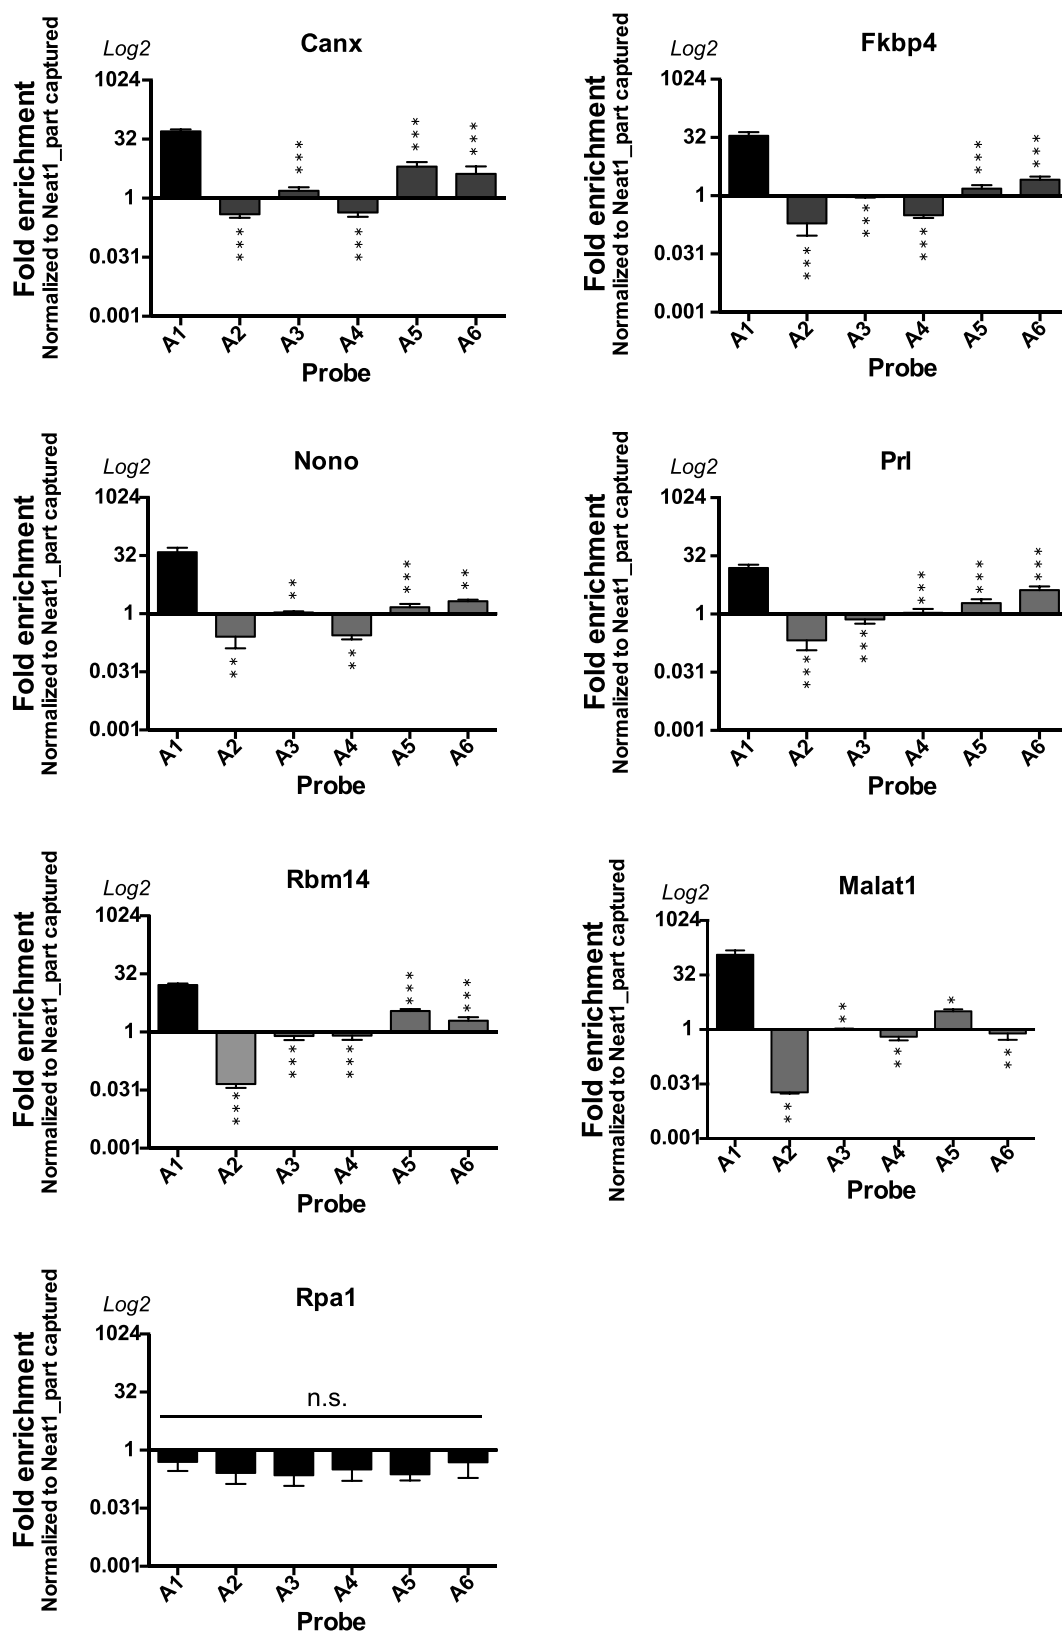 Log2
Canx
Fold enrichment
Normalized to Neat1_part captured
1024
32
1
0.031
0.001
***
***
***
***
***
A1 A2 A3 A4 A5 A6
Probe
Log2
Fkbp4
Fold enrichment
Normalized to Neat1_part captured
1024
32
1
0.031
0.001
***
***
***
***
***
A1 A2 A3 A4 A5 A6
Probe
Log2
Nono
Fold enrichment
Normalized to Neat1_part captured
1024
32
1
0.031
0.001
**
**
**
***
**
A1 A2 A3 A4 A5 A6
Probe
Log2
Prl
Fold enrichment
Normalized to Neat1_part captured
1024
32
1
0.031
0.001
***
***
***
***
***
A1 A2 A3 A4 A5 A6
Probe
Log2
Rbm14
Fold enrichment
Normalized to Neat1_part captured
1024
32
1
0.031
0.001
***
***
***
***
***
A1 A2 A3 A4 A5 A6
Probe
Log2
Malat1
Fold enrichment
Normalized to Neat1_part captured
1024
32
1
0.031
0.001
**
**
**
*
**
A1 A2 A3 A4 A5 A6
Probe
Log2
Rpa1
Fold enrichment
Normalized to Neat1_part captured
1024
32
1
0.031
0.001
n.s.
A1 A2 A3 A4 A5 A6
Probe